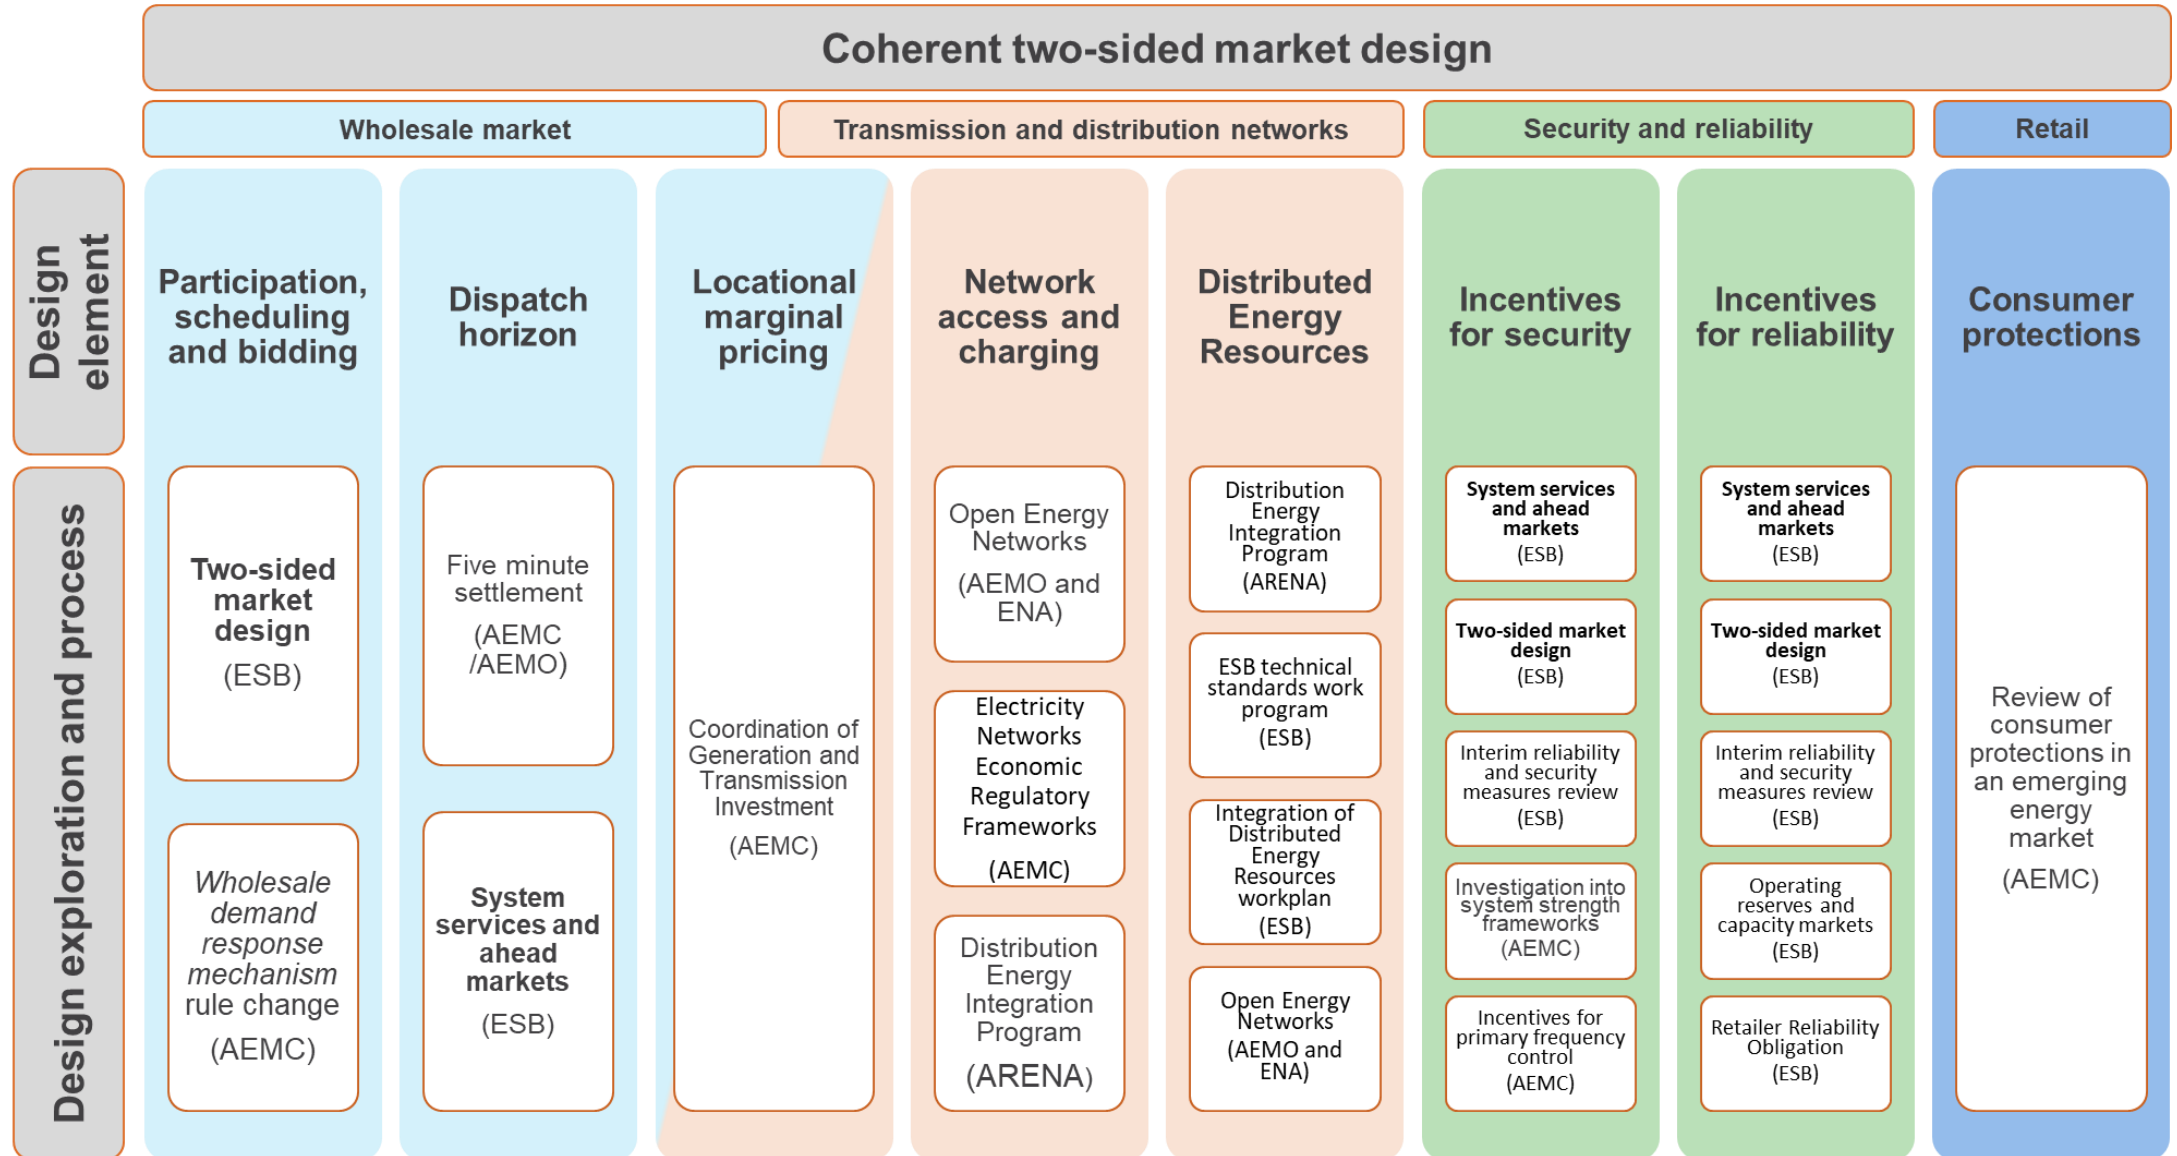 Coherent two-sided market design
Wholesale market
Transmission and distribution networks
Security and reliability
Retail
Design
element
Participation,
scheduling
and bidding
Dispatch
horizon
Locational
marginal
pricing
Network
access and
charging
Distributed
Energy
Resources
Incentives
for security
Incentives
for reliability
Consumer
protections
Design exploration and process
Two-sided
market
design
(ESB)
Wholesale
demand
response
mechanism
rule change
(AEMC)
Five minute
settlement
(AEMC
/AEMO)
System
services and
ahead
markets
(ESB)
Coordination of
Generation and
Transmission
Investment
(AEMC)
Open Energy
Networks
(AEMO and
ENA)
Electricity
Networks
Economic
Regulatory
Frameworks
(AEMC)
Distribution
Energy
Integration
Program
(ARENA)
Distribution
Energy
Integration
Program
(ARENA)
ESB technical
standards work
program
(ESB)
Integration of
Distributed
Energy
Resources
workplan
(ESB)
Open Energy
Networks
(AEMO and
ENA)
System services
and ahead
markets
(ESB)
Two-sided market
design
(ESB)
Interim reliability
and security
measures review
(ESB)
Investigation into
system strength
frameworks
(AEMC)
Incentives for
primary frequency
control
(AEMC)
System services
and ahead
markets
(ESB)
Two-sided market
design
(ESB)
Interim reliability
and security
measures review
(ESB)
Operating
reserves and
capacity markets
(ESB)
Retailer Reliability
Obligation
(ESB)
Review of
consumer
protections in
an emerging
energy
market
(AEMC)